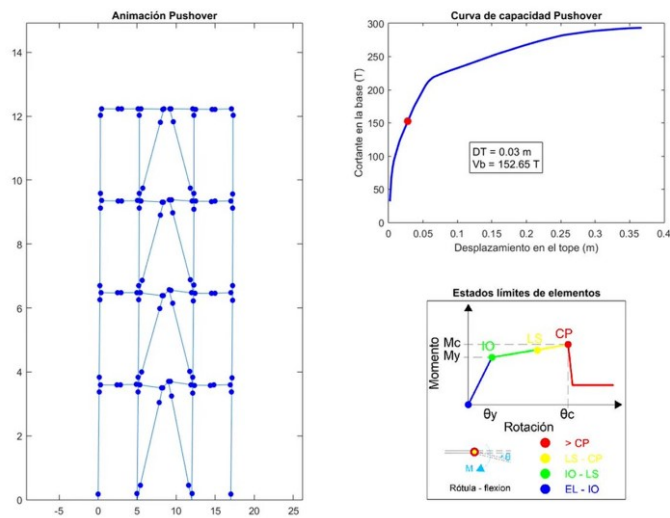 Animación Pushover
14
12
10
8
6
4
2
0
-5
0
5
10
15
20
25
Curva de capacidad Pushover
Cortante en la base (T)
300
250
200
150
100
50
0
DT = 0.03 m
Vb = 152.65 T
0
0.05
0.1
0.15
0.2
0.25
0.3
0.35
0.4
Desplazamiento en el tope (m)
Estados límites de elementos
Momento
Mc
My
IO
LS
CP
θy
θc
Rotación
θ
M
Rótula - flexion
> CP
LS - CP
IO - LS
EL - IO